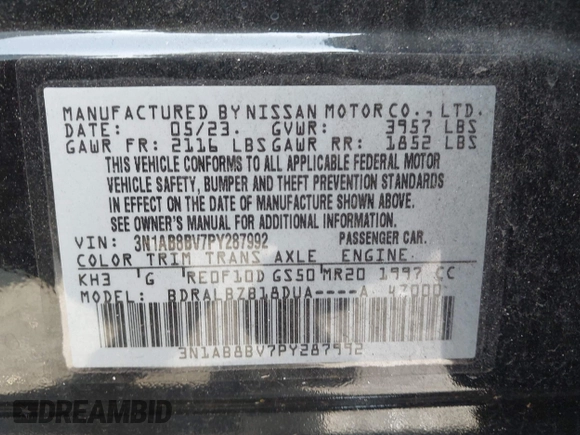 MANUFACTURED BY NISSAN MOTOR CO., LTD.
DATE: 05/23. GVWR: 3957 LBS
GAWR FR: 2116 LBS GAWR RR: 1852 LBS
THIS VEHICLE CONFORMS TO ALL APPLICABLE FEDERAL MOTOR
VEHICLE SAFETY, BUMPER AND THEFT PREVENTION STANDARDS
IN EFFECT ON THE DATE OF MANUFACTURE SHOWN ABOVE.
SEE OWNER'S MANUAL FOR ADDITIONAL INFORMATION.
VIN: 3N1AB8BV7PY287992 PASSENGER CAR.
COLOR TRIM TRANS AXLE ENGINE.
KH3 G RE0F10D GS50 MR20 1997 CC
MODEL: BDRALBZB18DUA----A 47000
3N1AB8BV7PY287992
DREAMBID